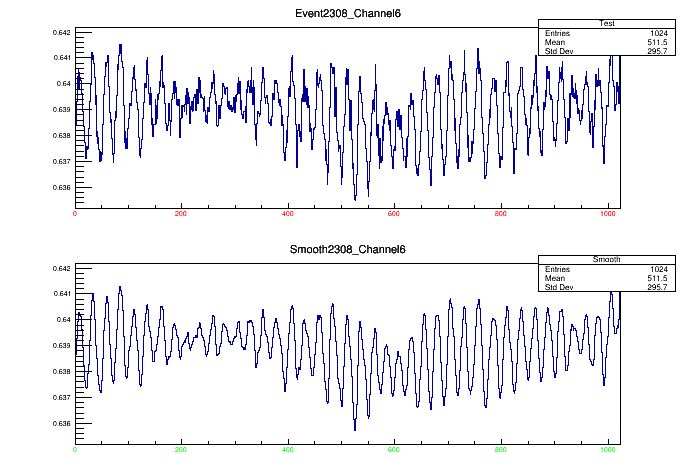 Event2308_Channel6
Test
Entries 1024
Mean 511.5
Std Dev 295.7
0.642
0.641
0.64
0.639
0.638
0.637
0.636
0 200 400 600 800 1000
Smooth2308_Channel6
Smooth
Entries 1024
Mean 511.5
Std Dev 295.7
0.642
0.641
0.64
0.639
0.638
0.637
0.636
0 200 400 600 800 1000